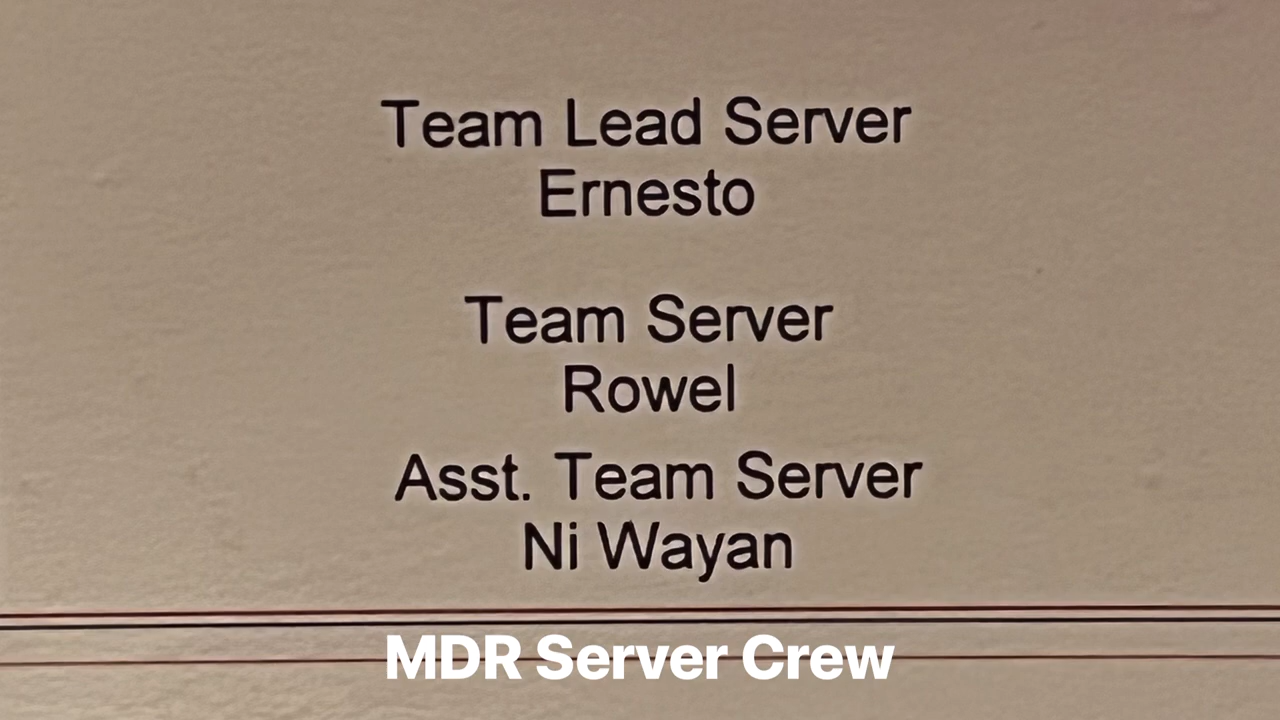 Team Lead Server
Ernesto
Team Server
Rowel
Asst. Team Server
Ni Wayan
MDR Server Crew